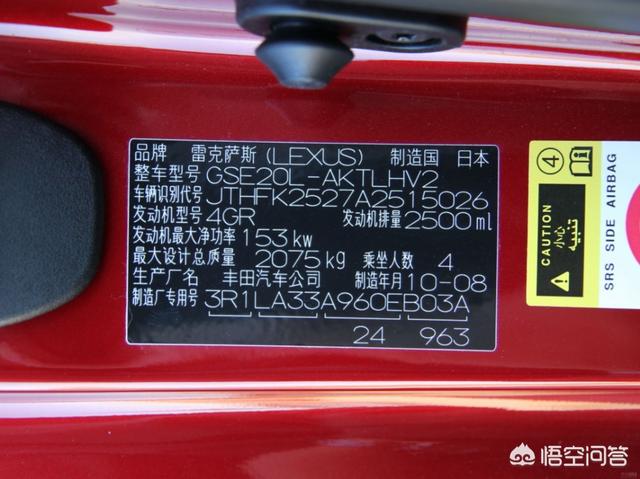 品牌 雷克萨斯 (LEXUS) 制造国 日本
整车型号 GSE20L-AKTLHV2
车辆识别代号 JTHFK2527A2515026
发动机型号 4GR 发动机排量 2500 ml
发动机最大净功率 153 kw
最大设计总质量 2075 kg 乘坐人数 4
生产厂名 丰田汽车公司 制造年月 10-08
制造厂专用号 3R1LA33A960EB03A
24 963
4
CAUTION
小心
تنبيه
SRS SIDE AIRBAG
悟空问答